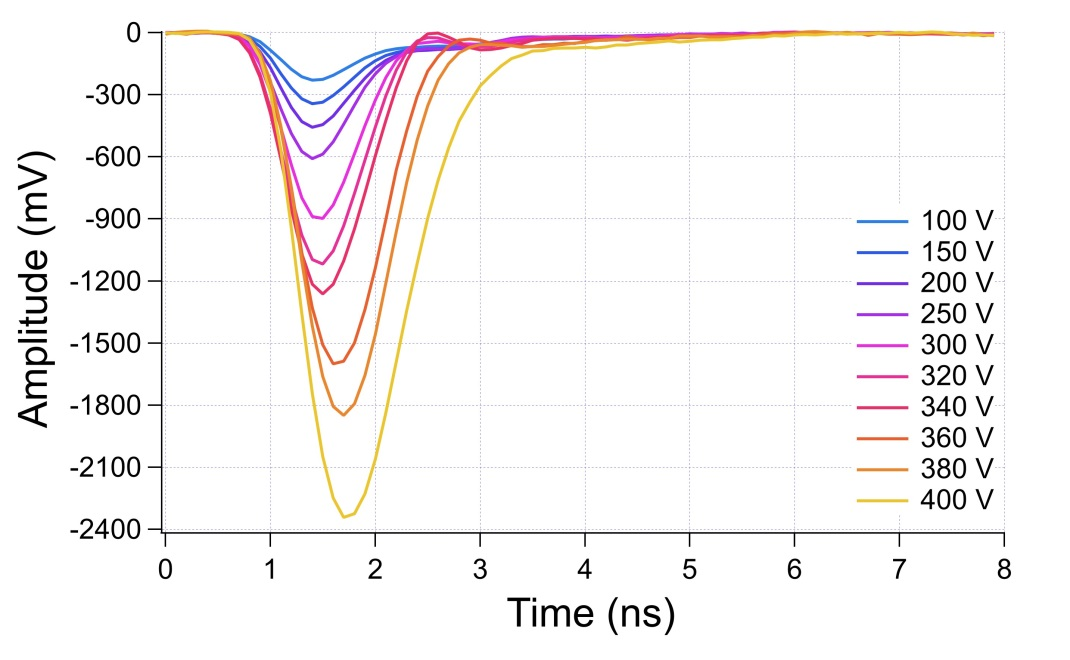 0
-300
-600
-900
-1200
-1500
-1800
-2100
-2400
Amplitude (mV)
100 V
150 V
200 V
250 V
300 V
320 V
340 V
360 V
380 V
400 V
0 1 2 3 4 5 6 7 8
Time (ns)